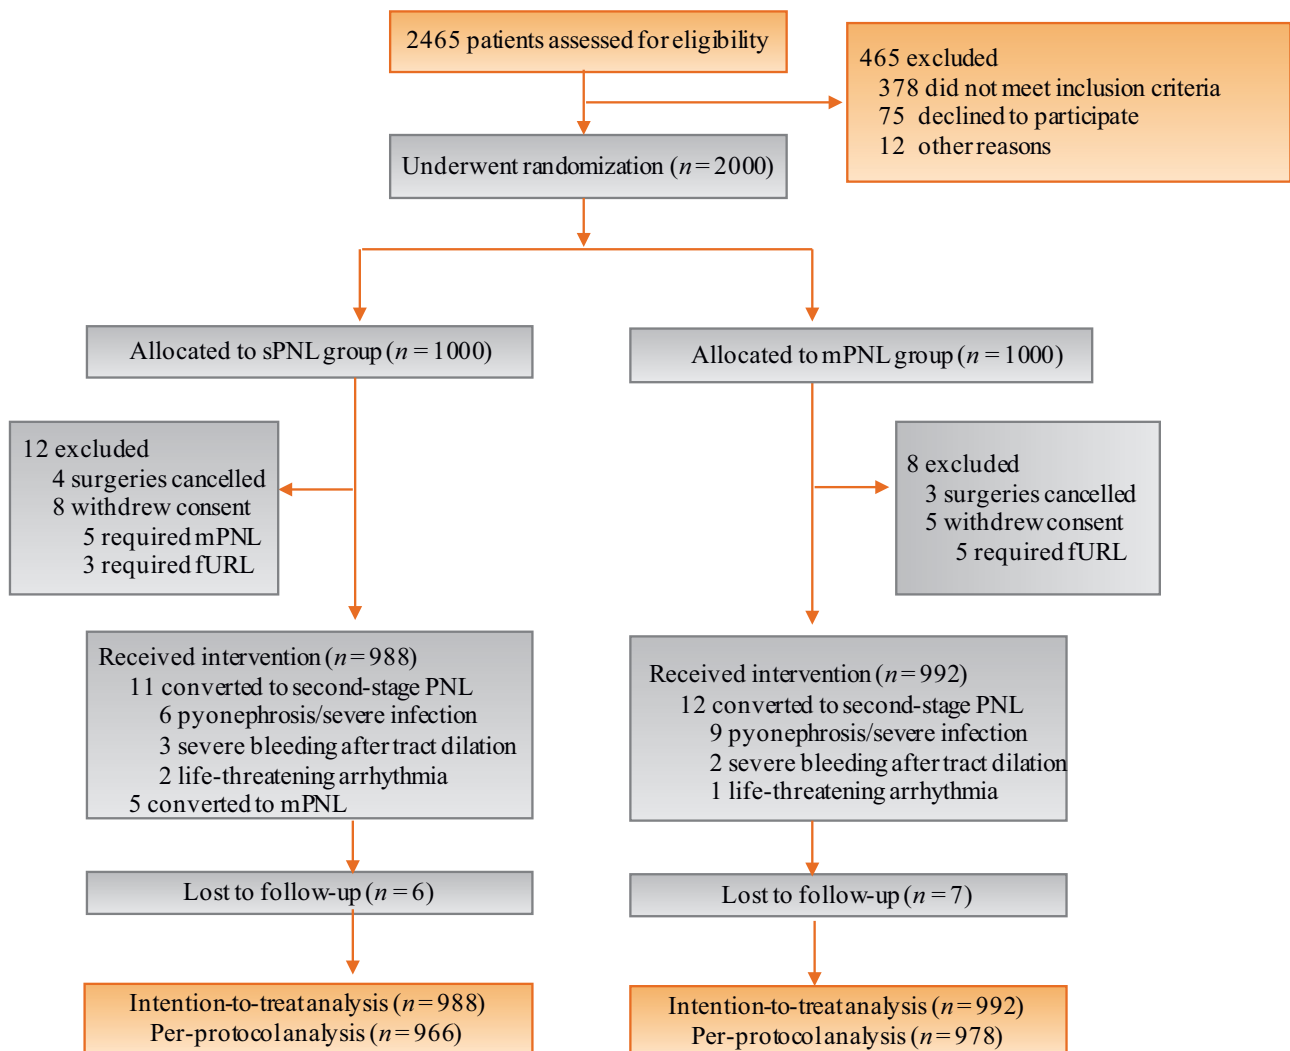 2465 patients assessed for eligibility
465 excluded
378 did not meet inclusion criteria
75 declined to participate
12 other reasons
Underwent randomization (n = 2000)
Allocated to sPNL group (n = 1000)
Allocated to mPNL group (n = 1000)
12 excluded
4 surgeries cancelled
8 withdrew consent
5 required mPNL
3 required fURL
8 excluded
3 surgeries cancelled
5 withdrew consent
5 required fURL
Received intervention (n = 988)
11 converted to second-stage PNL
6 pyonephrosis/severe infection
3 severe bleeding after tract dilation
2 life-threatening arrhythmia
5 converted to mPNL
Received intervention (n = 992)
12 converted to second-stage PNL
9 pyonephrosis/severe infection
2 severe bleeding after tract dilation
1 life-threatening arrhythmia
Lost to follow-up (n = 6)
Lost to follow-up (n = 7)
Intention-to-treat analysis (n = 988)
Per-protocol analysis (n = 966)
Intention-to-treat analysis (n = 992)
Per-protocol analysis (n = 978)